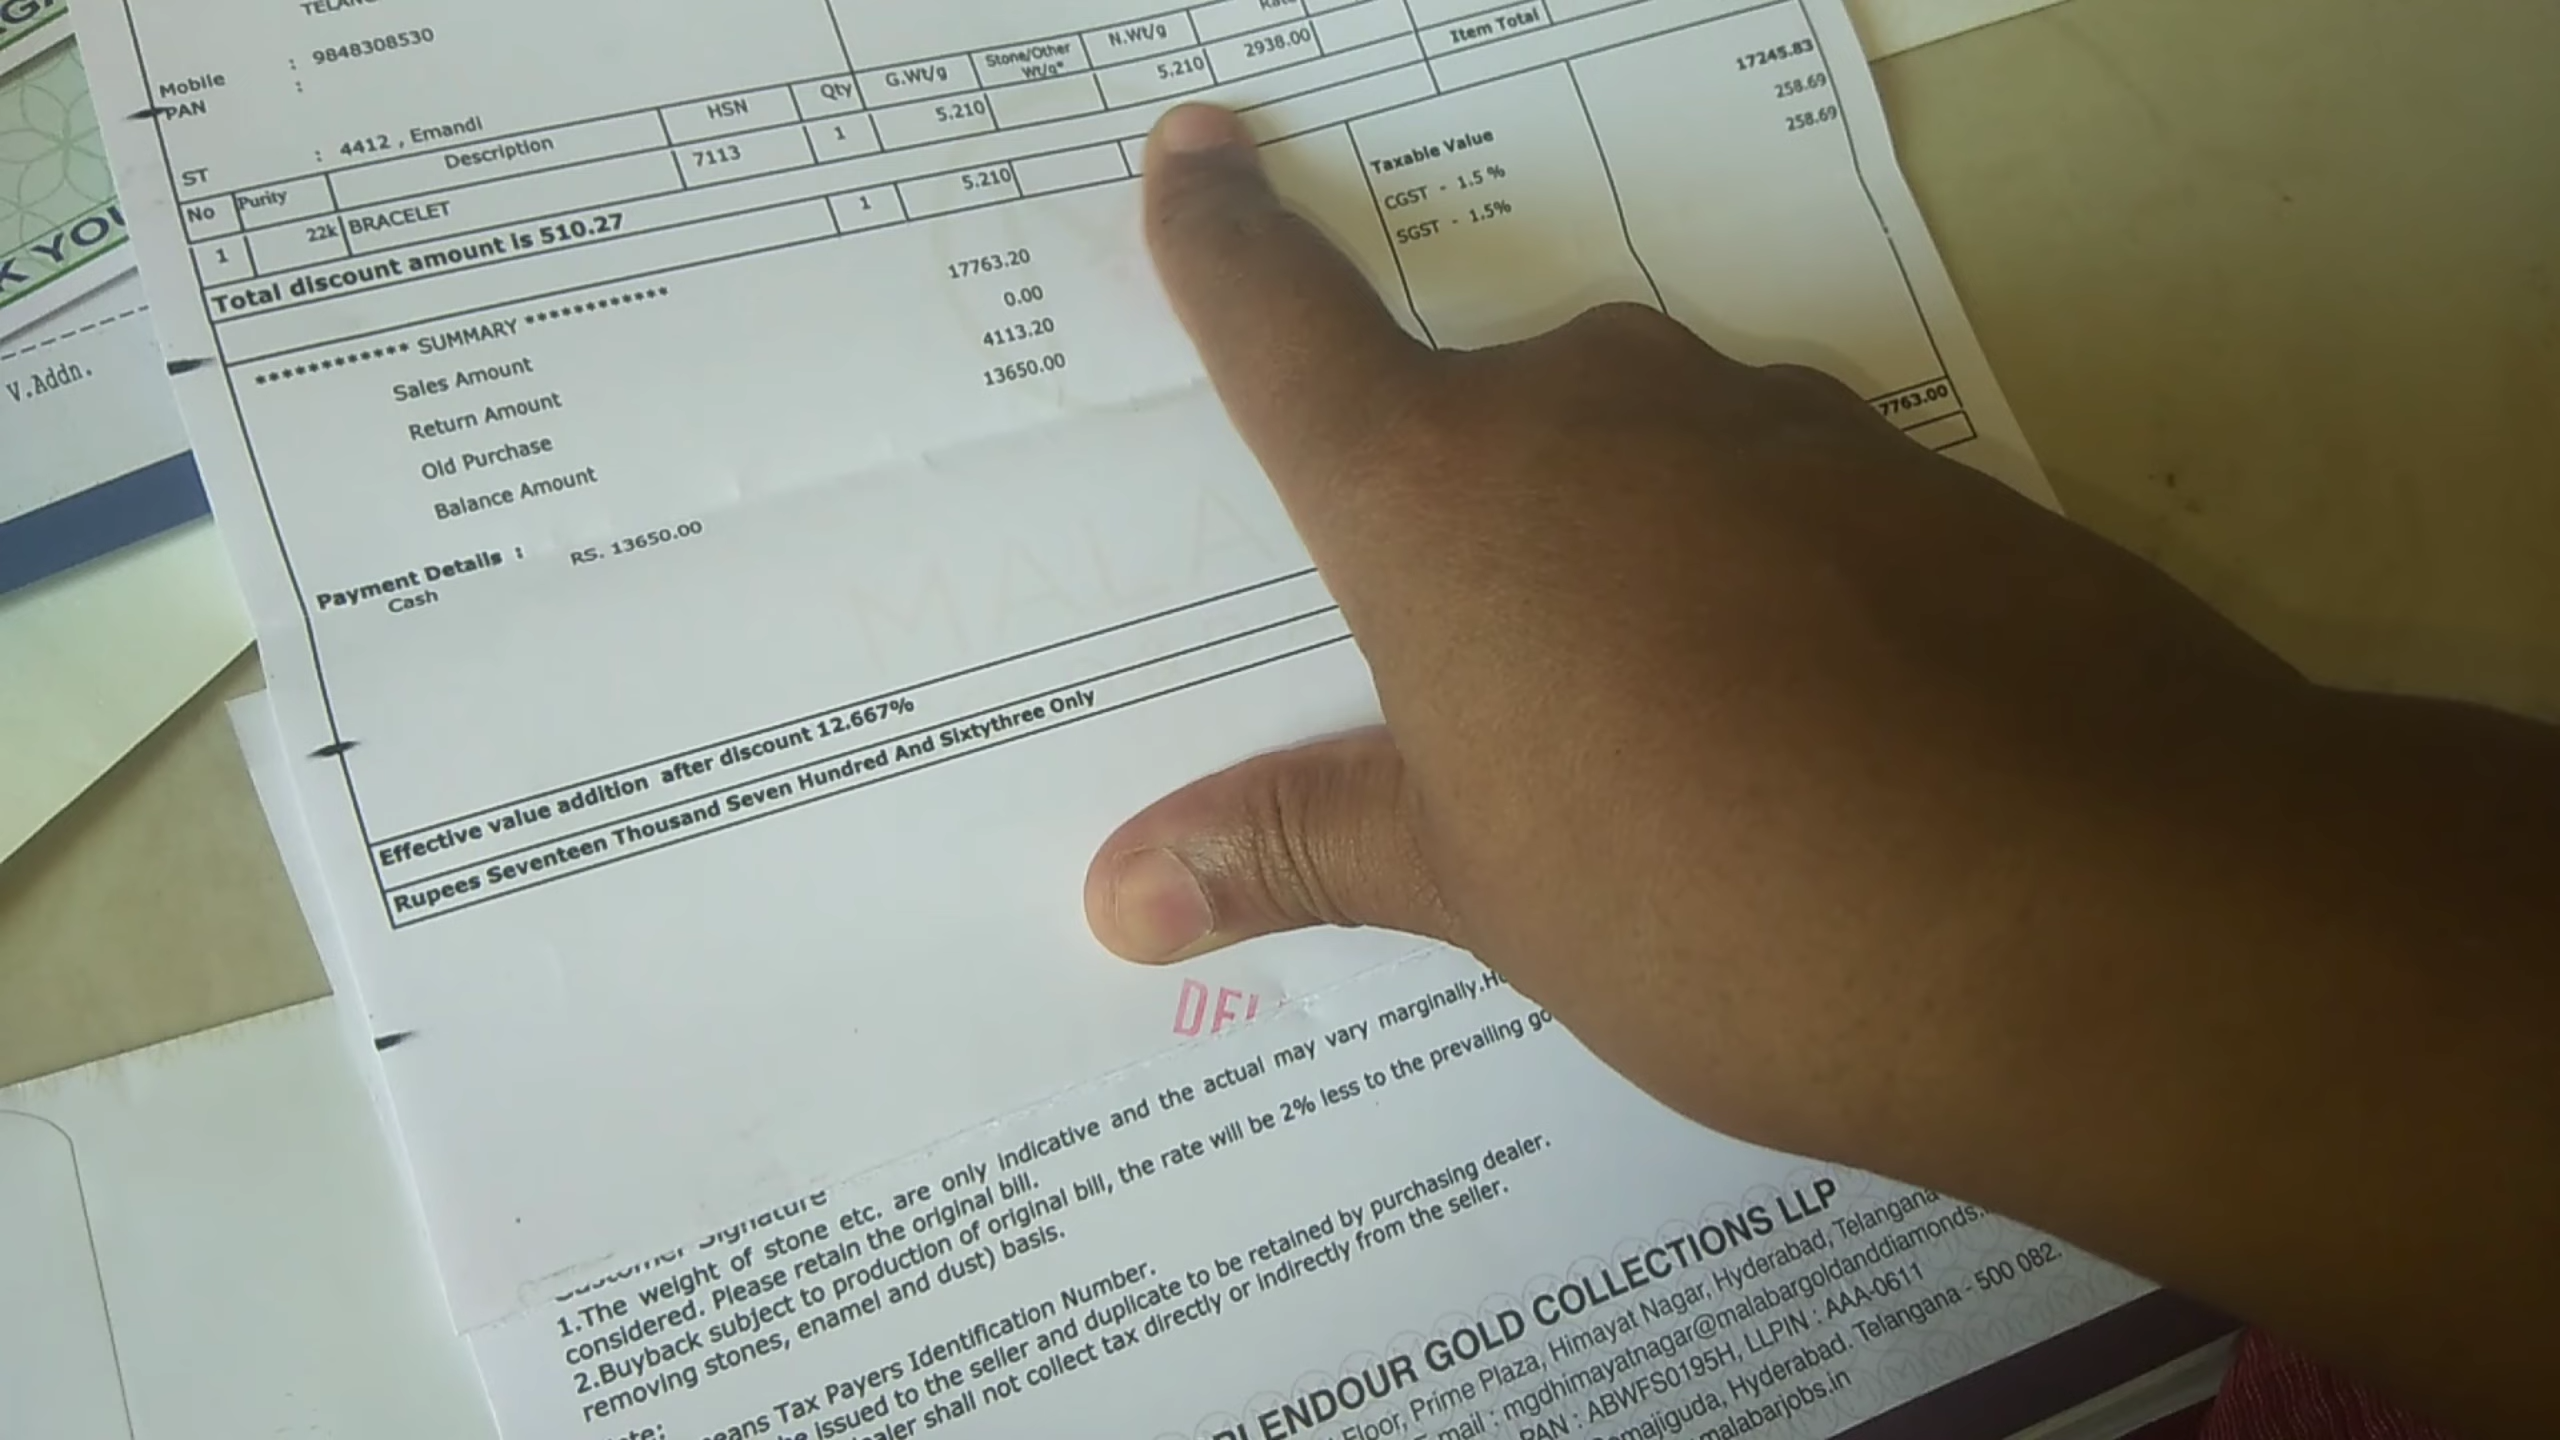 Mobile : 9848308530
PAN :
ST : 4412 , Emandi
No Purity Description HSN Qty G.Wt/g Stone/Other Wt/g* N.Wt/g
1 22k BRACELET 7113 1 5.210 5.210 2938.00
Item Total
Total discount amount is 510.27 1 5.210
Taxable Value 17245.83
CGST - 1.5 % 258.69
SGST - 1.5% 258.69
7763.00
************ SUMMARY ************
Sales Amount 17763.20
Return Amount 0.00
Old Purchase 4113.20
Balance Amount 13650.00
Payment Details :
Cash RS. 13650.00
MALA
Effective value addition after discount 12.667%
Rupees Seventeen Thousand Seven Hundred And Sixtythree Only
V.Addn.
K YOU
Customer Signature
1.The weight of stone etc. are only indicative and the actual may vary marginally.
considered. Please retain the original bill.
2.Buyback subject to production of original bill, the rate will be 2% less to the prevailing
removing stones, enamel and dust) basis.
Tax Payers Identification Number.
issued to the seller and duplicate to be retained by purchasing dealer.
shall not collect tax directly or indirectly from the seller.
GOLD COLLECTIONS LLP
Floor, Prime Plaza, Himayat Nagar, Hyderabad, Telangana
mgdhimayatnagar@malabargoldanddiamonds.
PAN : ABWFS0195H, LLPIN : AAA-0611
Hyderabad. Telangana - 500 082.
malabarjobs.in